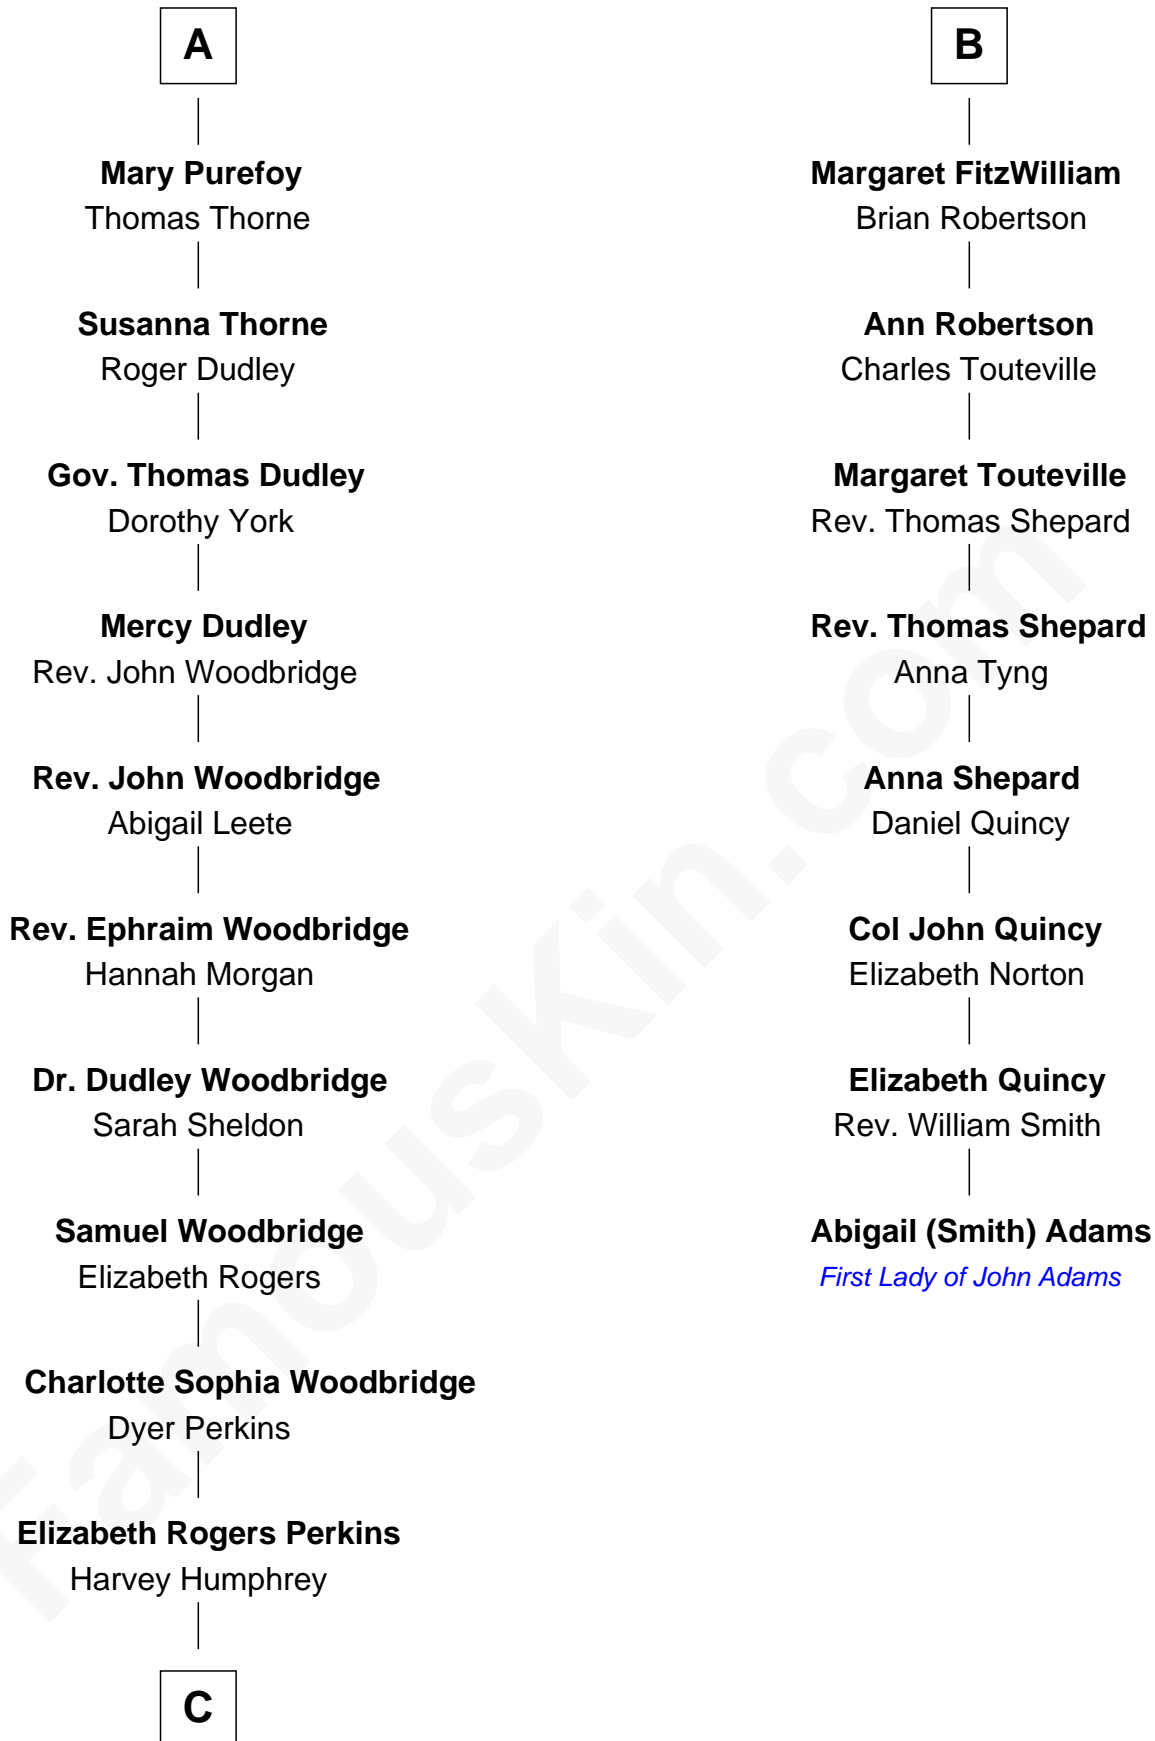 A
Mary Purefoy
Thomas Thorne
Susanna Thorne
Roger Dudley
Gov. Thomas Dudley
Dorothy York
Mercy Dudley
Rev. John Woodbridge
Rev. John Woodbridge
Abigail Leete
Rev. Ephraim Woodbridge
Hannah Morgan
Dr. Dudley Woodbridge
Sarah Sheldon
Samuel Woodbridge
Elizabeth Rogers
Charlotte Sophia Woodbridge
Dyer Perkins
Elizabeth Rogers Perkins
Harvey Humphrey
C
B
Margaret FitzWilliam
Brian Robertson
Ann Robertson
Charles Touteville
Margaret Touteville
Rev. Thomas Shepard
Rev. Thomas Shepard
Anna Tyng
Anna Shepard
Daniel Quincy
Col John Quincy
Elizabeth Norton
Elizabeth Quincy
Rev. William Smith
Abigail (Smith) Adams
First Lady of John Adams
FamousKin.com